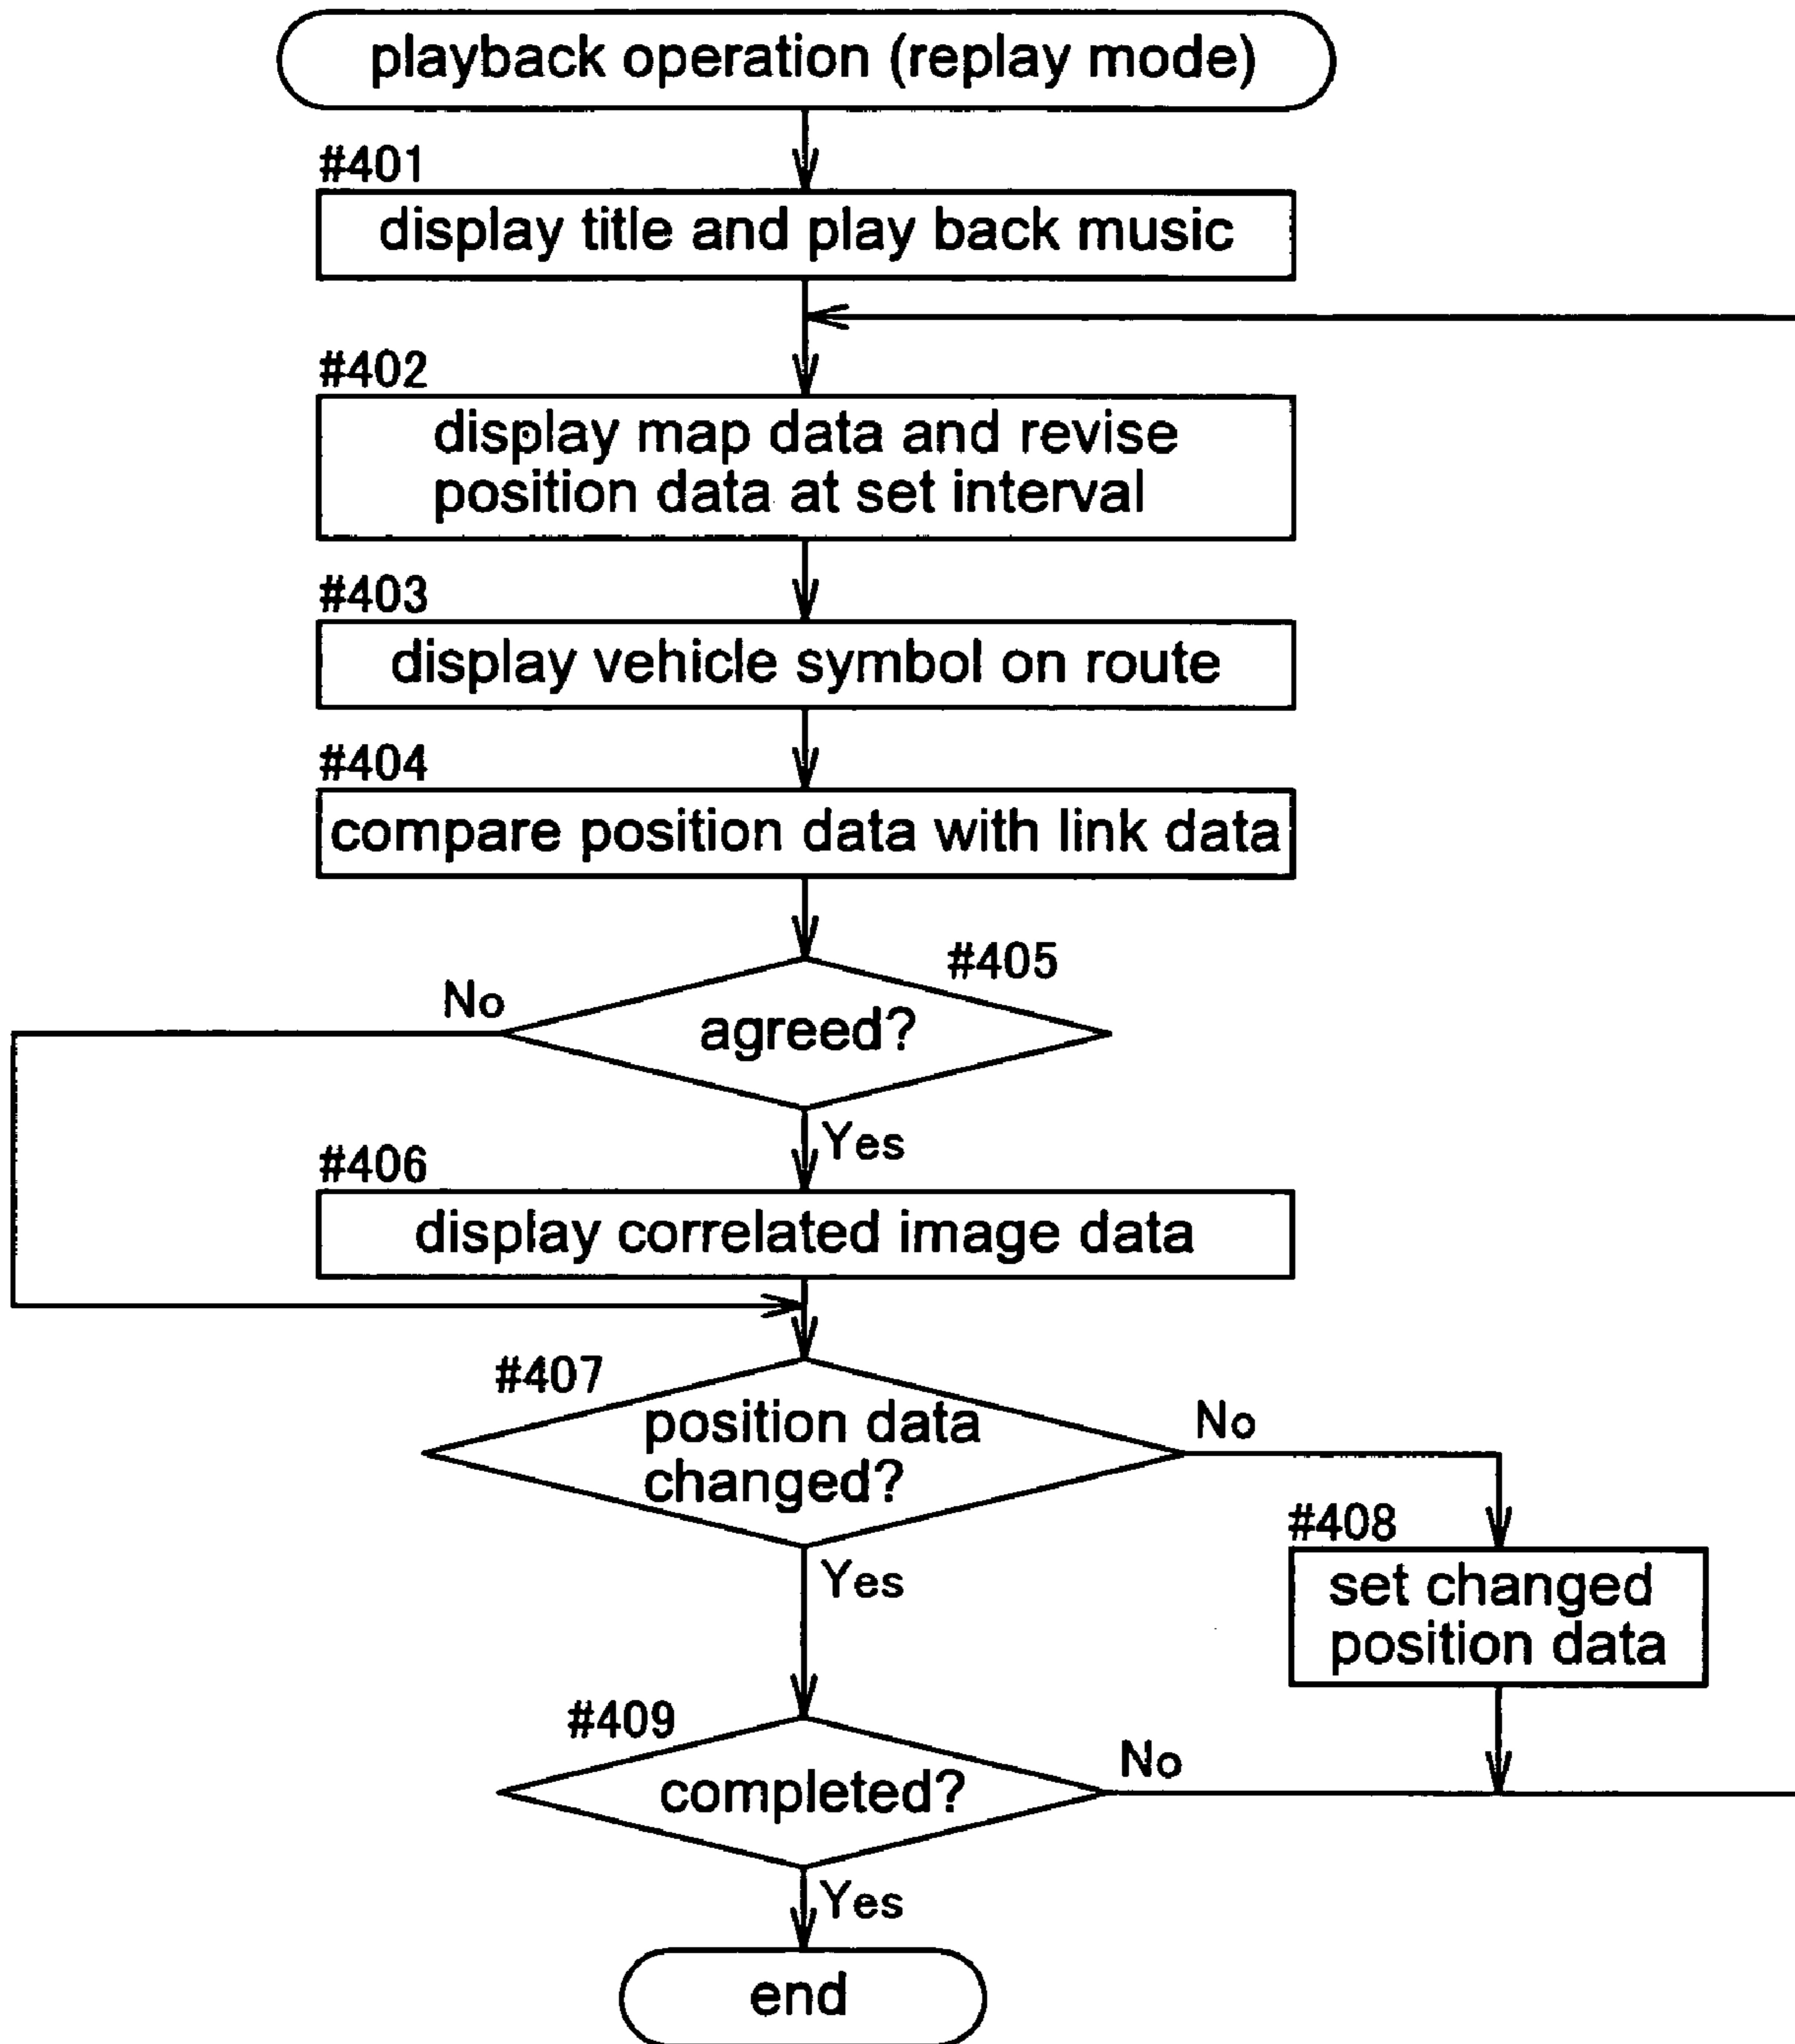 playback operation (replay mode)
#401
display title and play back music
#402
display map data and revise
position data at set interval
#403
display vehicle symbol on route
#404
compare position data with link data
#405
No
agreed?
Yes
#406
display correlated image data
#407
position data
changed?
No
Yes
#408
set changed
position data
#409
completed?
No
Yes
end